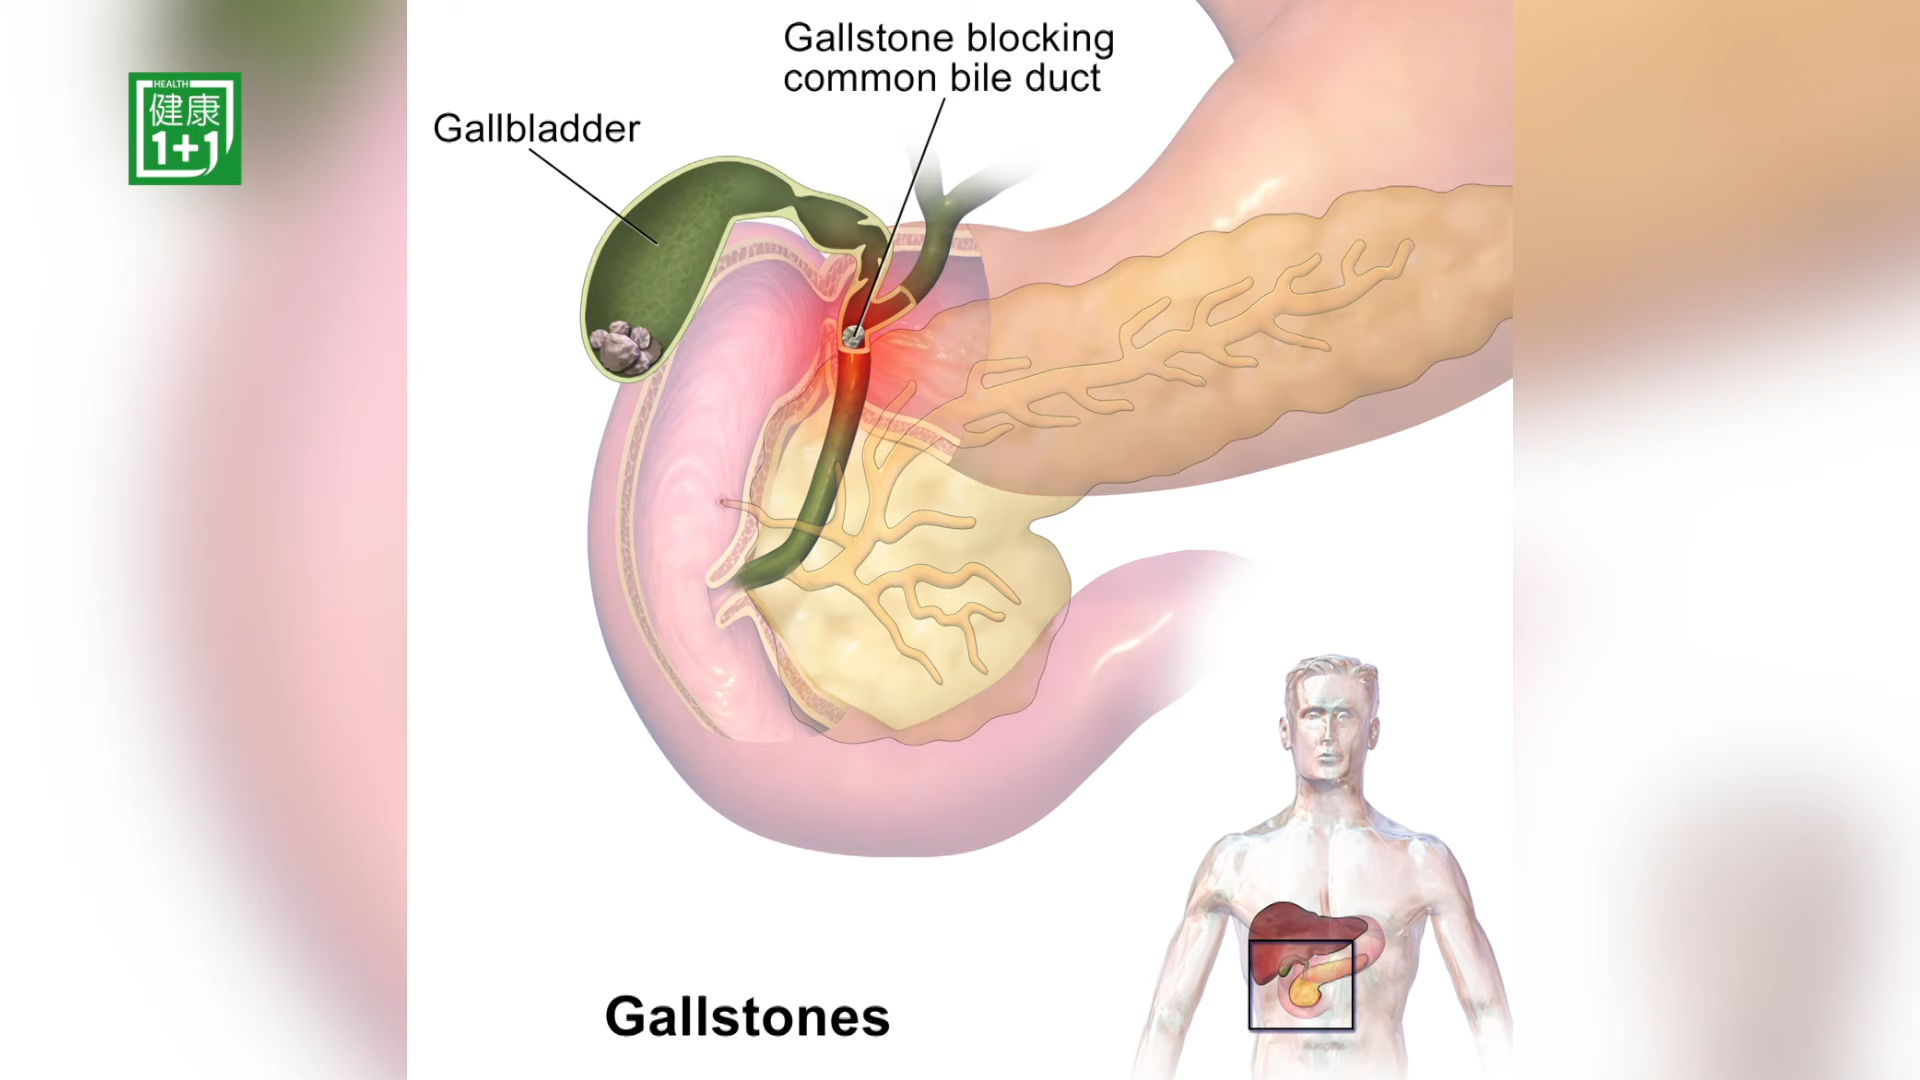 HEALTH
健康
1+1
Gallstone blocking
common bile duct
Gallbladder
Gallstones